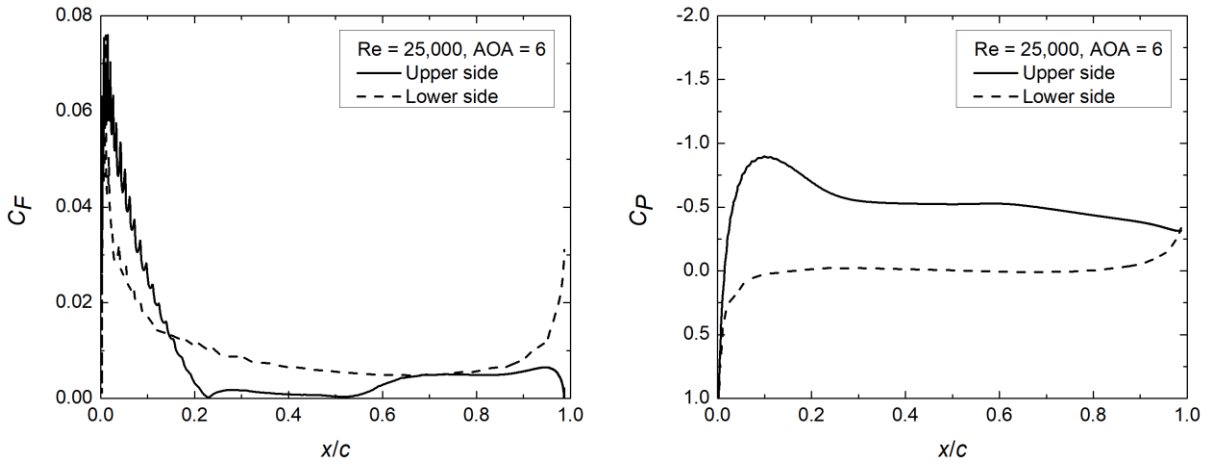 0.08
0.06
0.04
0.02
0.00
C_F
0.0 0.2 0.4 0.6 0.8 1.0
x/c
Re = 25,000, AOA = 6
Upper side
Lower side
-2.0
-1.5
-1.0
-0.5
0.0
0.5
1.0
C_P
0.0 0.2 0.4 0.6 0.8 1.0
x/c
Re = 25,000, AOA = 6
Upper side
Lower side